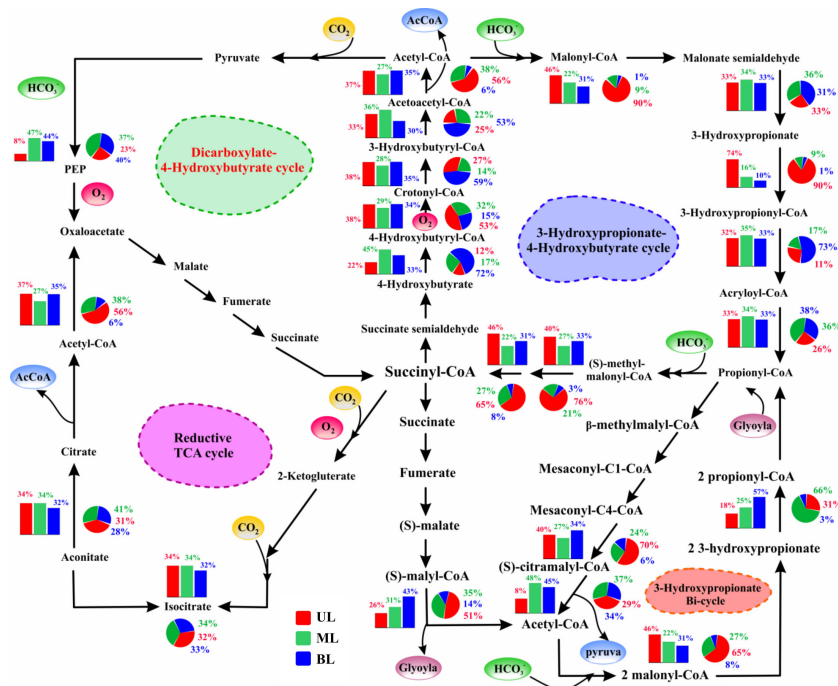 AcCoA
CO2
HCO3-
Pyruvate
Acetyl-CoA
Malonyl-CoA
Malonate semialdehyde
37%
27%
35%
38%
56%
6%
46%
22%
31%
1%
9%
90%
33%
34%
33%
36%
31%
33%
HCO3-
8%
47%
44%
37%
23%
40%
PEP
Dicarboxylate-
4-Hydroxybutyrate cycle
Acetoacetyl-CoA
33%
36%
30%
22%
25%
53%
3-Hydroxybutyryl-CoA
38%
28%
35%
27%
14%
59%
Crotonyl-CoA
38%
29%
34%
32%
15%
53%
O2
4-Hydroxybutyryl-CoA
22%
45%
33%
12%
17%
72%
4-Hydroxybutyrate
3-Hydroxypropionate
74%
16%
10%
9%
1%
90%
3-Hydroxypropionyl-CoA
3-Hydroxypropionate-
4-Hydroxybutyrate cycle
32%
35%
33%
17%
73%
11%
Acryloyl-CoA
33%
34%
33%
38%
36%
26%
O2
Oxaloacetate
Malate
Fumerate
Succinate
37%
27%
35%
38%
56%
6%
Acetyl-CoA
Succinate semialdehyde
46%
22%
31%
40%
27%
33%
Succinyl-CoA
(S)-methyl-
malonyl-CoA
HCO3-
Propionyl-CoA
27%
65%
8%
3%
76%
21%
AcCoA
CO2
O2
Reductive
TCA cycle
Citrate
2-Ketogluterate
Succinate
Fumerate
(S)-malate
(S)-malyl-CoA
β-methylmalyl-CoA
Glyoyla
Mesaconyl-C1-CoA
2 propionyl-CoA
Mesaconyl-C4-CoA
18%
25%
57%
66%
31%
3%
34%
34%
32%
41%
31%
28%
Aconitate
CO2
34%
34%
32%
Isocitrate
34%
32%
33%
40%
27%
34%
24%
70%
6%
2 3-hydroxypropionate
(S)-citramalyl-CoA
26%
31%
43%
35%
14%
51%
8%
48%
45%
37%
29%
34%
3-Hydroxypropionate
Bi-cycle
Acetyl-CoA
UL
ML
BL
Glyoyla
pyruva
46%
22%
31%
27%
65%
8%
HCO3-
2 malonyl-CoA